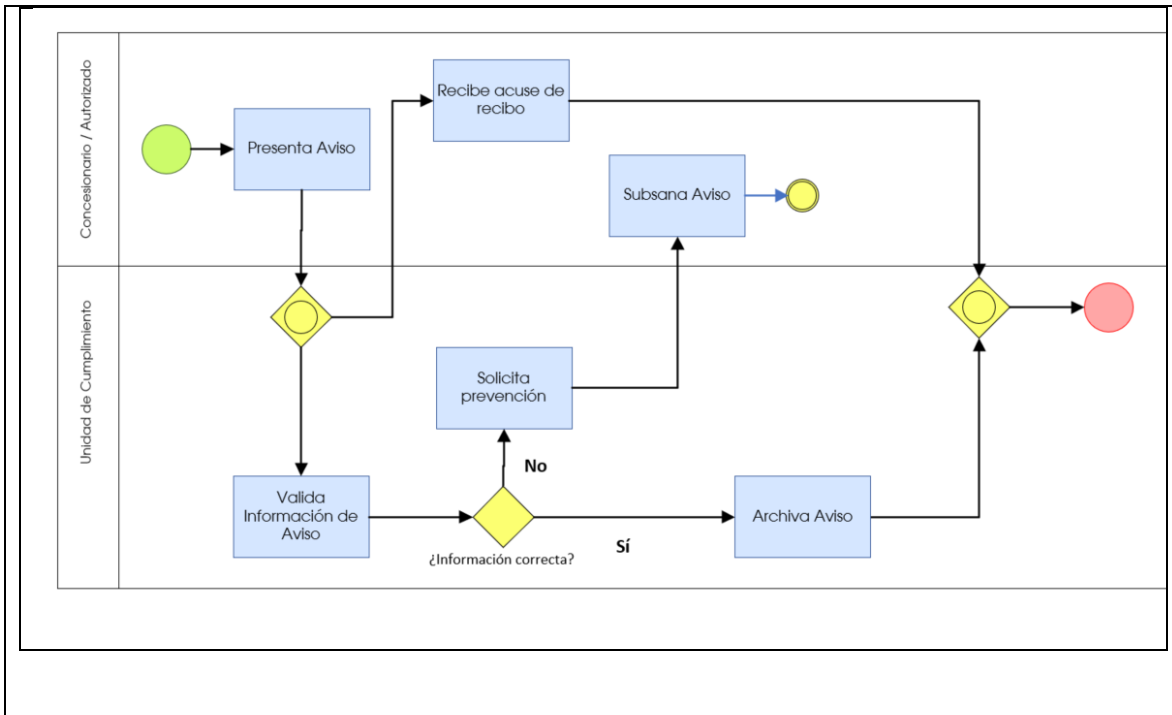 Concesionario / Autorizado
Presenta Aviso
Recibe acuse de
recibo
Subsana Aviso
Unidad de Cumplimiento
Solicita
prevención
No
Valida
Información de
Aviso
¿Información correcta?
Sí
Archiva Aviso